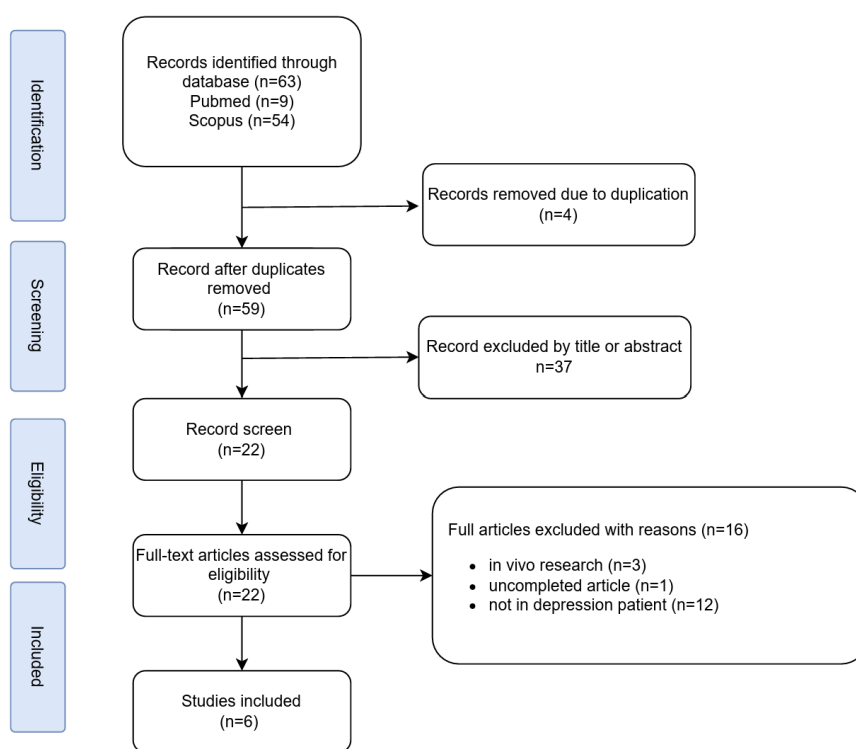 Identification
Records identified through
database (n=63)
Pubmed (n=9)
Scopus (n=54)
Records removed due to duplication
(n=4)
Screening
Record after duplicates
removed
(n=59)
Record excluded by title or abstract
n=37
Eligibility
Record screen
(n=22)
Full-text articles assessed for
eligibility
(n=22)
Full articles excluded with reasons (n=16)
• in vivo research (n=3)
• uncompleted article (n=1)
• not in depression patient (n=12)
Included
Studies included
(n=6)